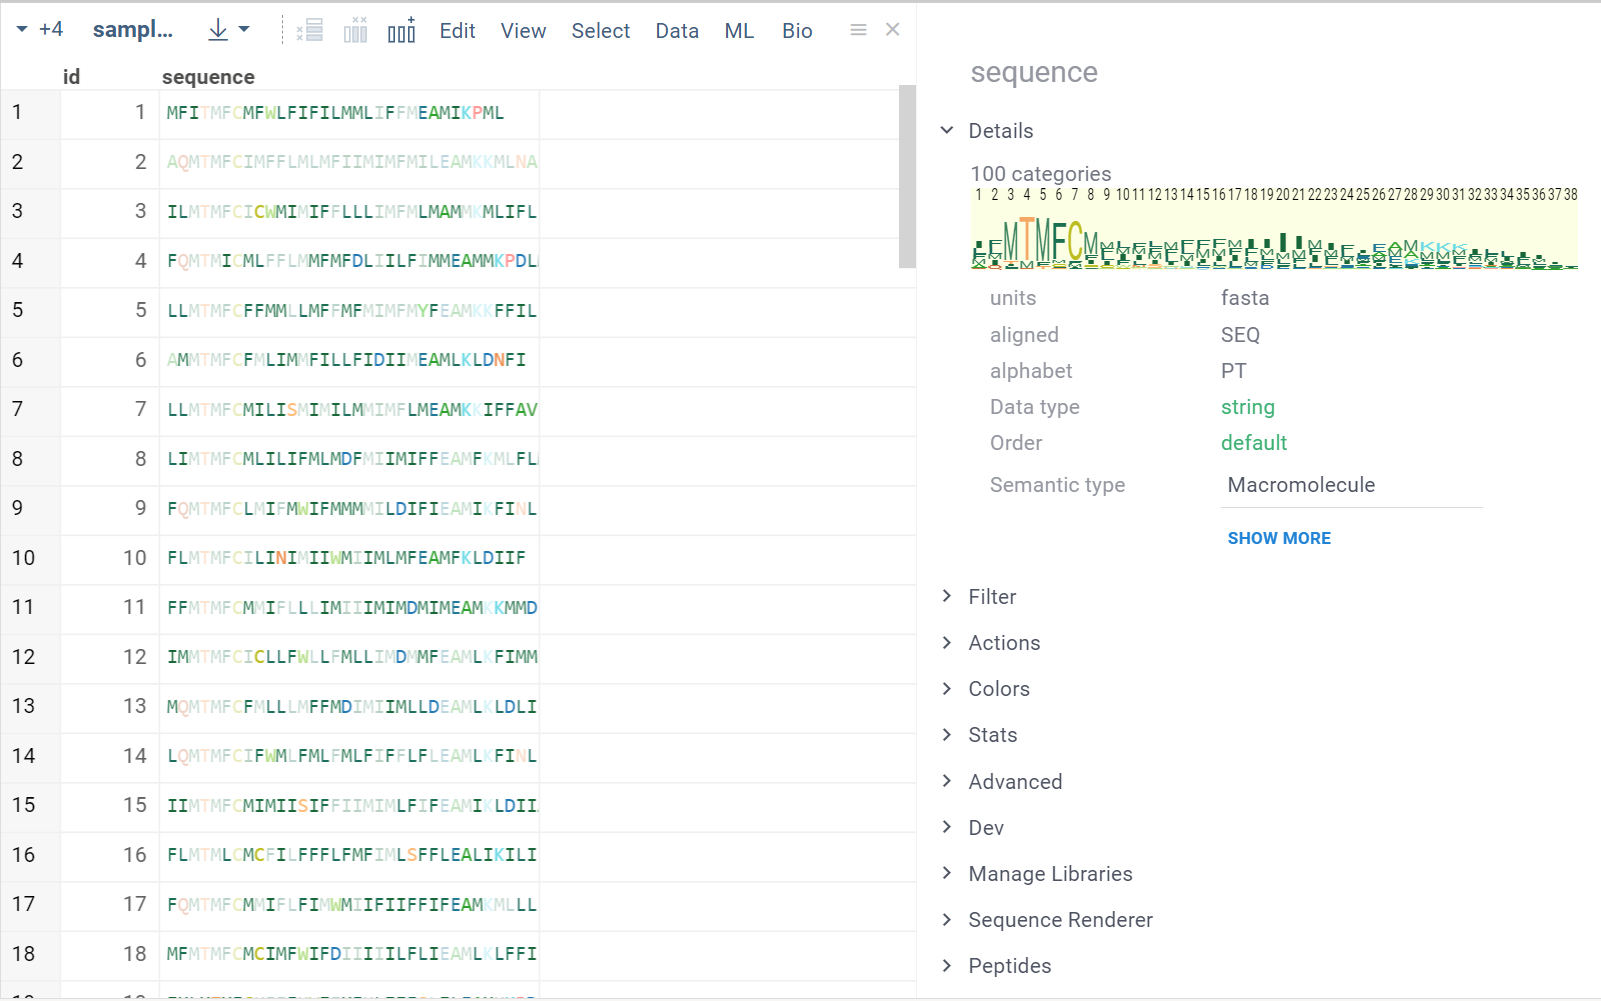 +4 sampl... Edit View Select Data ML Bio
id sequence
1 1 MFITMFCMFWLFIFILMMLIFFMEAMIKPML
2 2 AQMTMFCIMFFLMLMFIIMIMFMILEAMKKMLNA
3 3 ILMTMFCICWMIMIFFLLLIMFMLMAMMKMLIFL
4 4 FQMTMICMLFFLMMFMFDLIILFIMMEAMMKPDL
5 5 LLMTMFCFFMMLLMFFMFMIMFMYFEAMKKFFIL
6 6 AMMTMFCFMLIMMFILLFIDIIMEAMLKLDNFI
7 7 LLMTMFCMILISMIMILMMIMFLMEAMKKIFFAV
8 8 LIMTMFCMLILIFMLMDFMIIMIFFEAMFKMLFL
9 9 FQMTMFCLMIFMWIFMMMMILDIFIEAMIKFINL
10 10 FLMTMFCILINIMIIWMIIMLMFEAMFKLDIIF
11 11 FFMTMFCMMIFLLLIMIIIMIMDMIMEAMKKMMD
12 12 IMMTMFCICLLFWLLFMLLIMDMMFEAMLKFIMM
13 13 MQMTMFCFMLLLMFFMDIMIIMLLDEAMLKLDLI
14 14 LQMTMFCIFWMLFMLFMLFIFFLFLEAMLKFINL
15 15 IIMTMFCMIMIISIFFIIMIMLFIFEAMIKLDII
16 16 FLMTMLCMCFILFFFLFMFIMLSFFLEALIKILI
17 17 FQMTMFCMMIFLFIMWMIIFIIFFIFEAMKMLLL
18 18 MFMTMFCMCIMFWIFDIIIIILFLIEAMLKLFFI
sequence
Details
100 categories
1 2 3 4 5 6 7 8 9 10 11 12 13 14 15 16 17 18 19 20 21 22 23 24 25 26 27 28 29 30 31 32 33 34 35 36 37 38
units fasta
aligned SEQ
alphabet PT
Data type string
Order default
Semantic type Macromolecule
SHOW MORE
Filter
Actions
Colors
Stats
Advanced
Dev
Manage Libraries
Sequence Renderer
Peptides